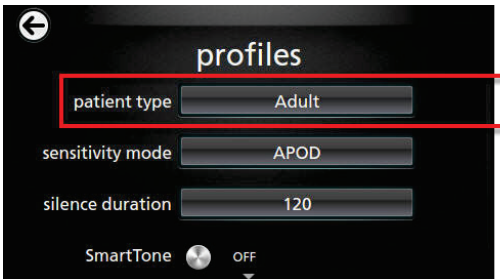 profiles
patient type Adult
sensitivity mode APOD
silence duration 120
SmartTone OFF